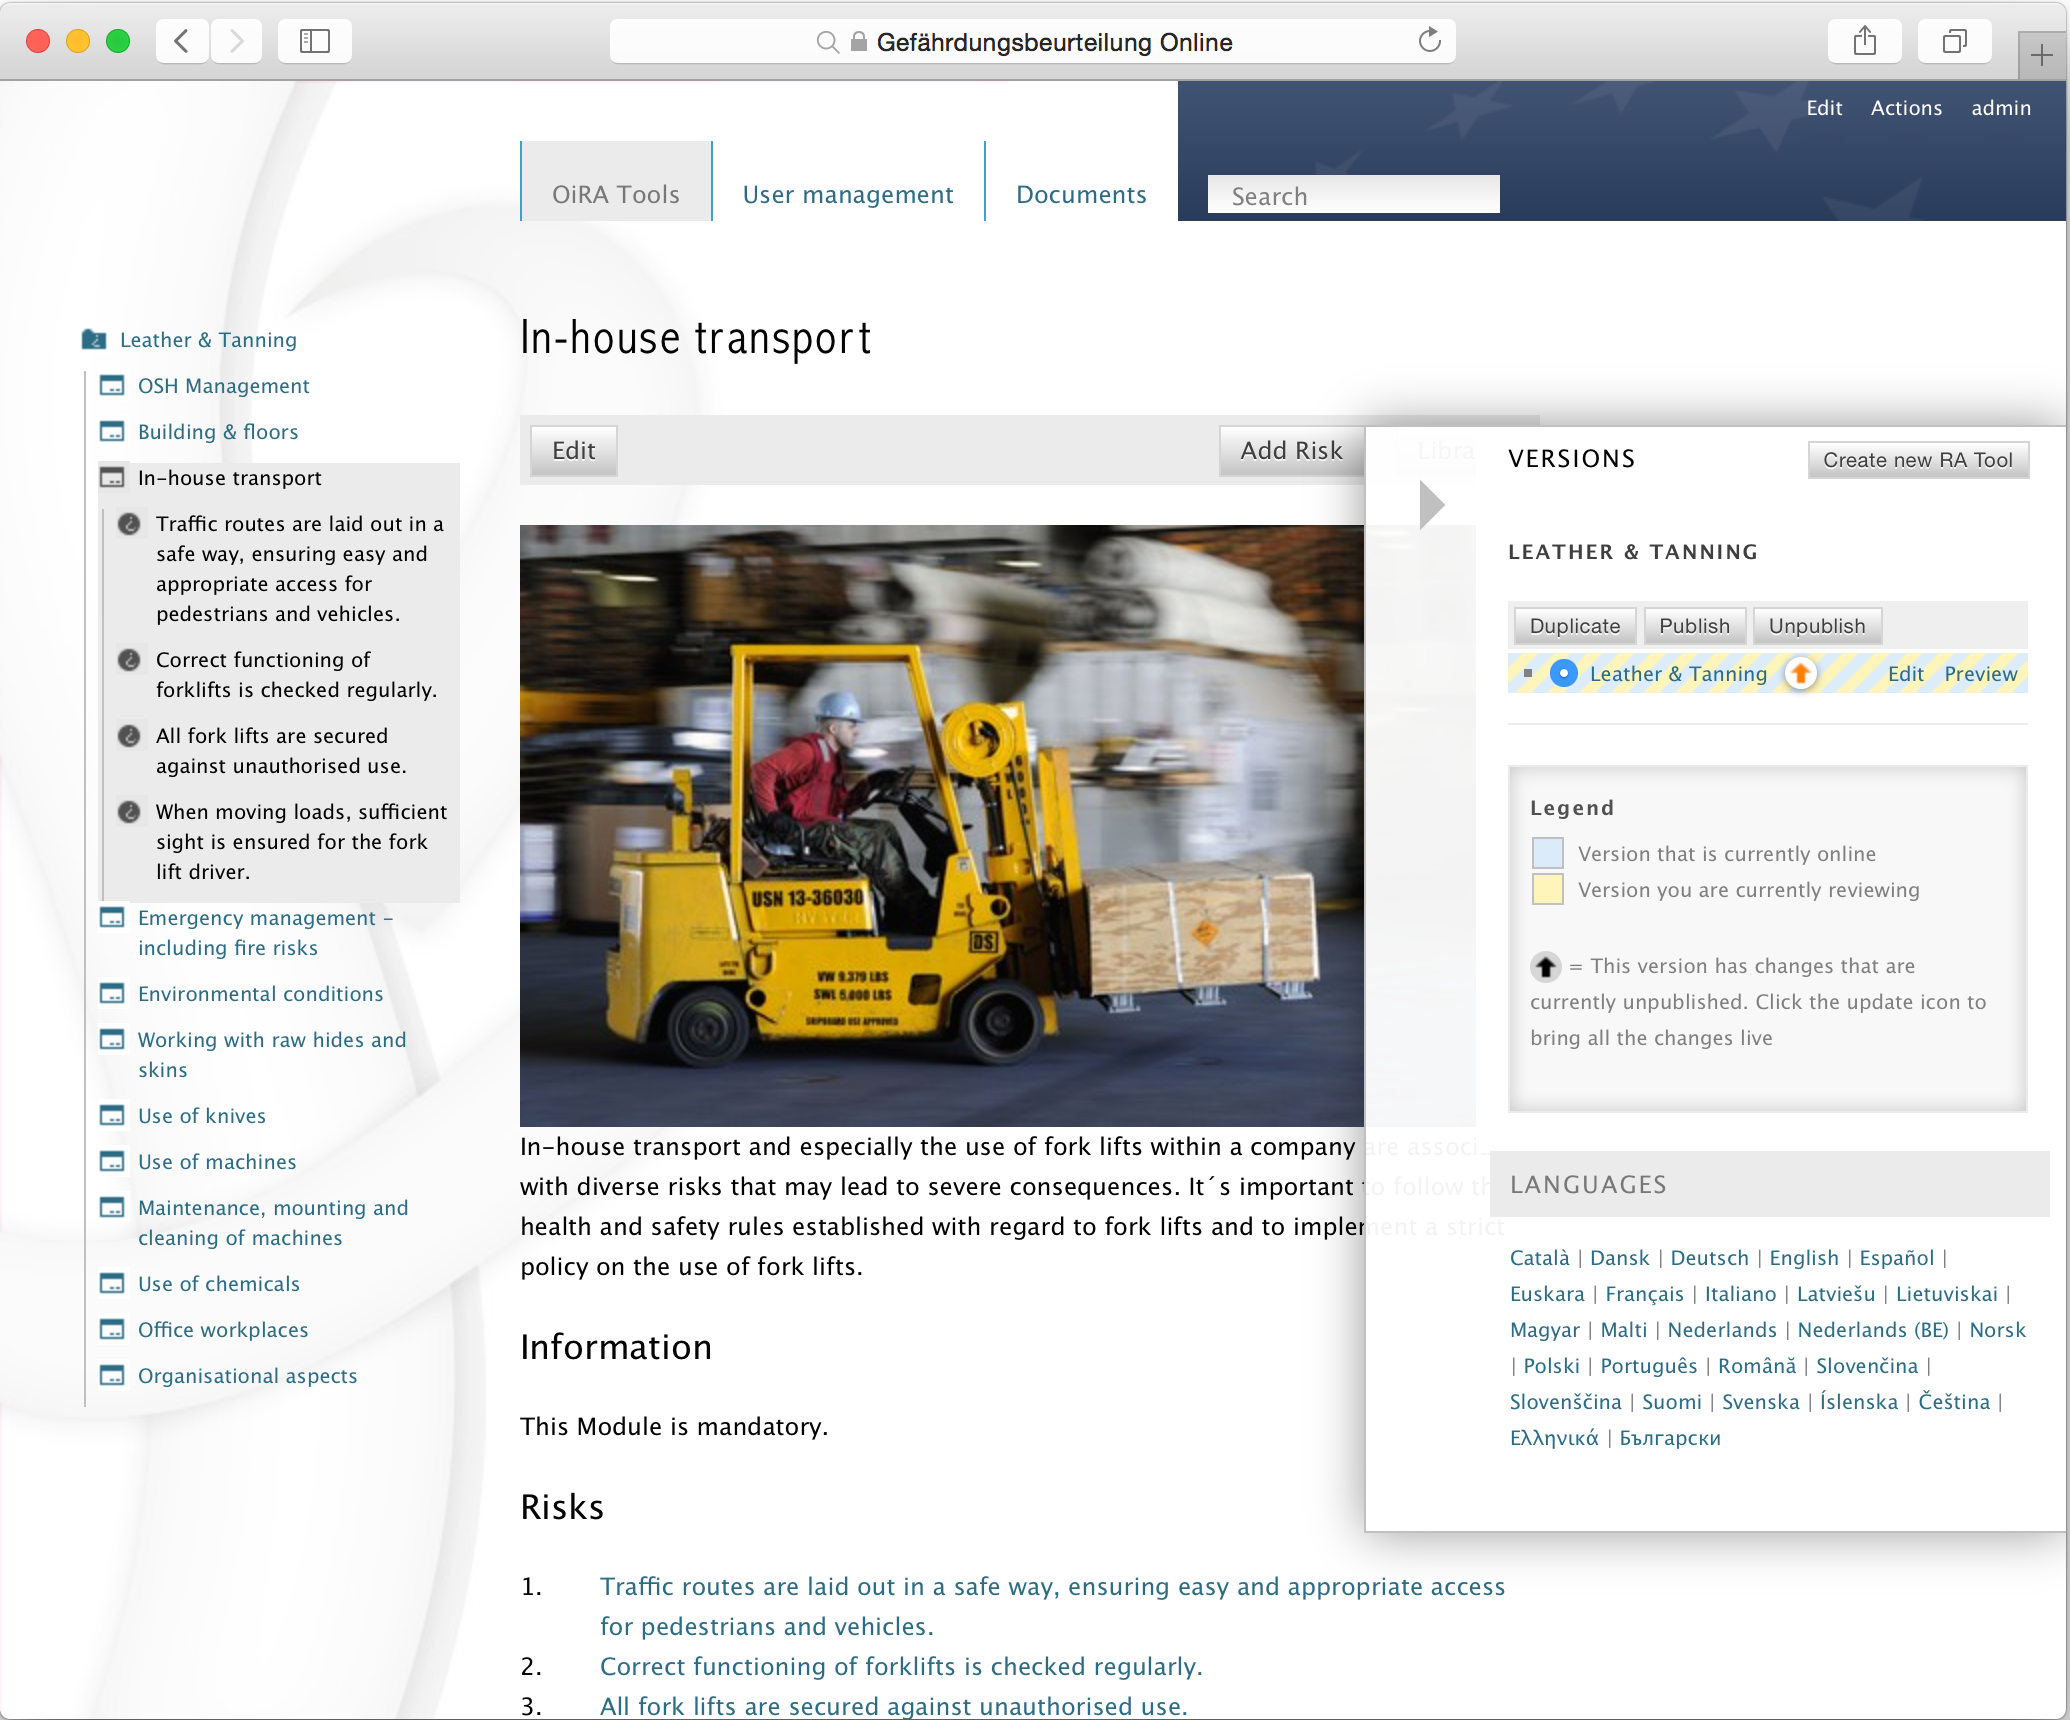 Gefährdungsbeurteilung Online
Edit Actions admin
OiRA Tools User management Documents
Search
Leather & Tanning
OSH Management
Building & floors
In-house transport
Traffic routes are laid out in a
safe way, ensuring easy and
appropriate access for
pedestrians and vehicles.
Correct functioning of
forklifts is checked regularly.
All fork lifts are secured
against unauthorised use.
When moving loads, sufficient
sight is ensured for the fork
lift driver.
Emergency management –
including fire risks
Environmental conditions
Working with raw hides and
skins
Use of knives
Use of machines
Maintenance, mounting and
cleaning of machines
Use of chemicals
Office workplaces
Organisational aspects
In-house transport
Edit Add Risk
USN 13-36030
HYSTER
DS
VW 9,379 LBS
SWL 6,000 LBS
SHIPBOARD USE APPROVED
In-house transport and especially the use of fork lifts within a company are
with diverse risks that may lead to severe consequences. It´s important to follow
health and safety rules established with regard to fork lifts and to implement a strict
policy on the use of fork lifts.
Information
This Module is mandatory.
Risks
1. Traffic routes are laid out in a safe way, ensuring easy and appropriate access
for pedestrians and vehicles.
2. Correct functioning of forklifts is checked regularly.
3. All fork lifts are secured against unauthorised use.
VERSIONS Create new RA Tool
LEATHER & TANNING
Duplicate Publish Unpublish
Leather & Tanning Edit Preview
Legend
Version that is currently online
Version you are currently reviewing
= This version has changes that are
currently unpublished. Click the update icon to
bring all the changes live
LANGUAGES
Català | Dansk | Deutsch | English | Español |
Euskara | Français | Italiano | Latviešu | Lietuviskai |
Magyar | Malti | Nederlands | Nederlands (BE) | Norsk
| Polski | Português | Română | Slovenčina |
Slovenščina | Suomi | Svenska | Íslenska | Čeština |
Ελληνικά | Български